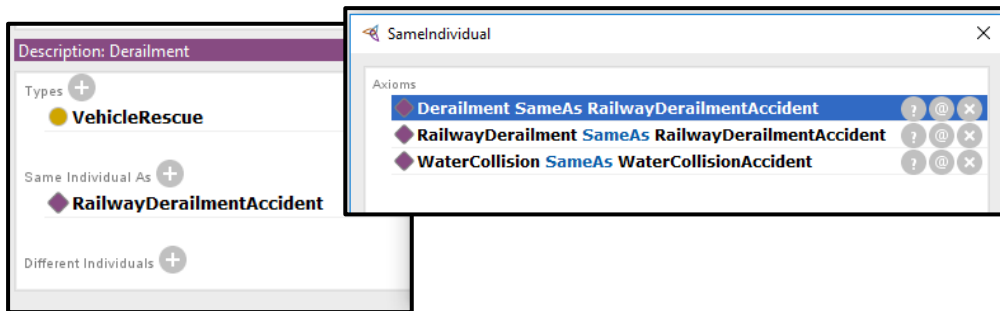 Description: Derailment
Types
VehicleRescue
Same Individual As
RailwayDerailmentAccident
Different Individuals
SameIndividual
Axioms
Derailment SameAs RailwayDerailmentAccident
RailwayDerailment SameAs RailwayDerailmentAccident
WaterCollision SameAs WaterCollisionAccident